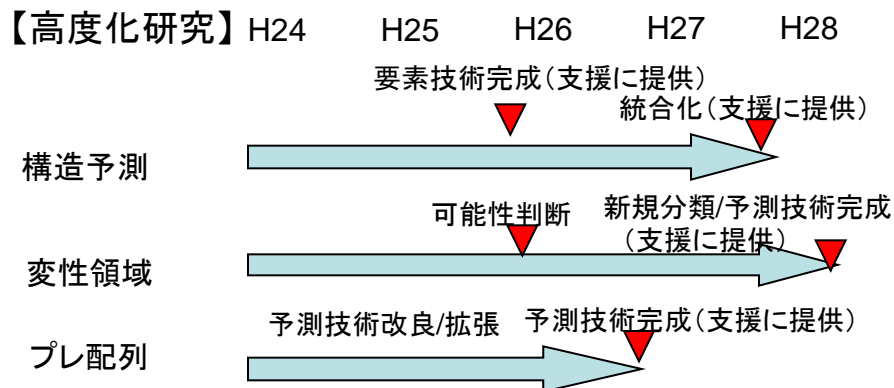 【高度化研究】 H24 H25 H26 H27 H28
要素技術完成(支援に提供)
統合化(支援に提供)
構造予測
可能性判断
新規分類/予測技術完成
(支援に提供)
変性領域
予測技術改良/拡張 予測技術完成(支援に提供)
プレ配列